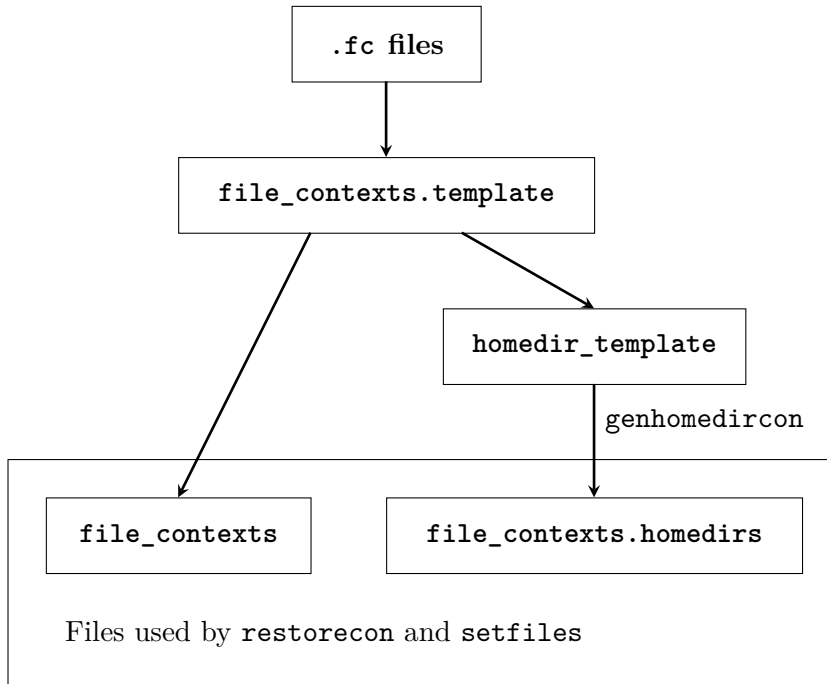 .fc files
file_contexts.template
homedir_template
genhomedircon
file_contexts
file_contexts.homedirs
Files used by restorecon and setfiles